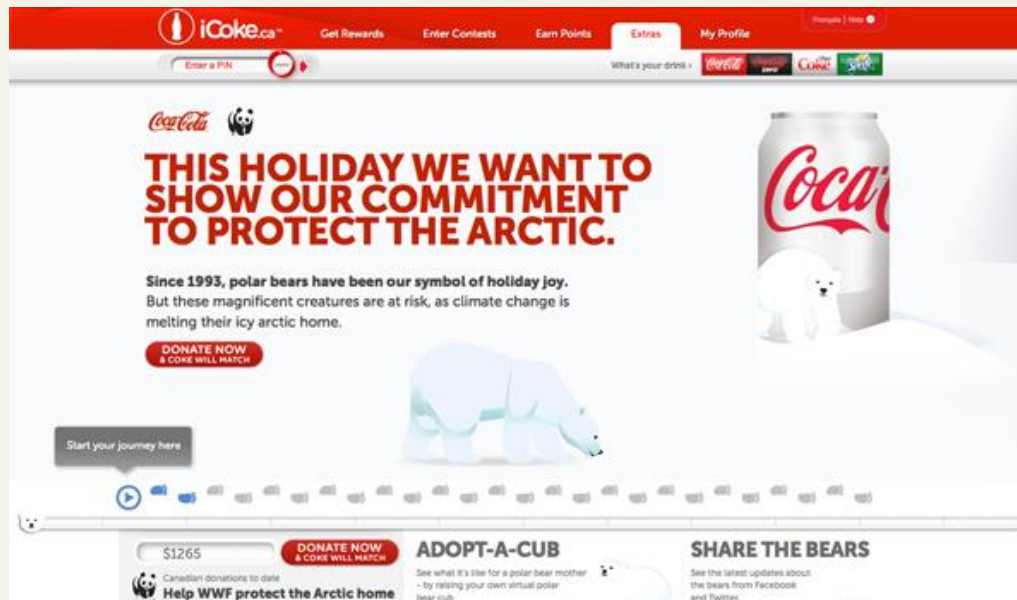 iCoke.ca™
Get Rewards
Enter Contests
Earn Points
Extras
My Profile
Français | Help
Enter a PIN
What's your drink ›
Coca-Cola
Coke
Sprite
Coca-Cola
THIS HOLIDAY WE WANT TO
SHOW OUR COMMITMENT
TO PROTECT THE ARCTIC.
Coca
Since 1993, polar bears have been our symbol of holiday joy.
But these magnificent creatures are at risk, as climate change is
melting their icy arctic home.
DONATE NOW
& COKE WILL MATCH
Start your journey here
$1265
DONATE NOW
& COKE WILL MATCH
Canadian donations to date
Help WWF protect the Arctic home
ADOPT-A-CUB
See what it's like for a polar bear mother
- by raising your own virtual polar
bear cub.
SHARE THE BEARS
See the latest updates about
the bears from Facebook
and Twitter